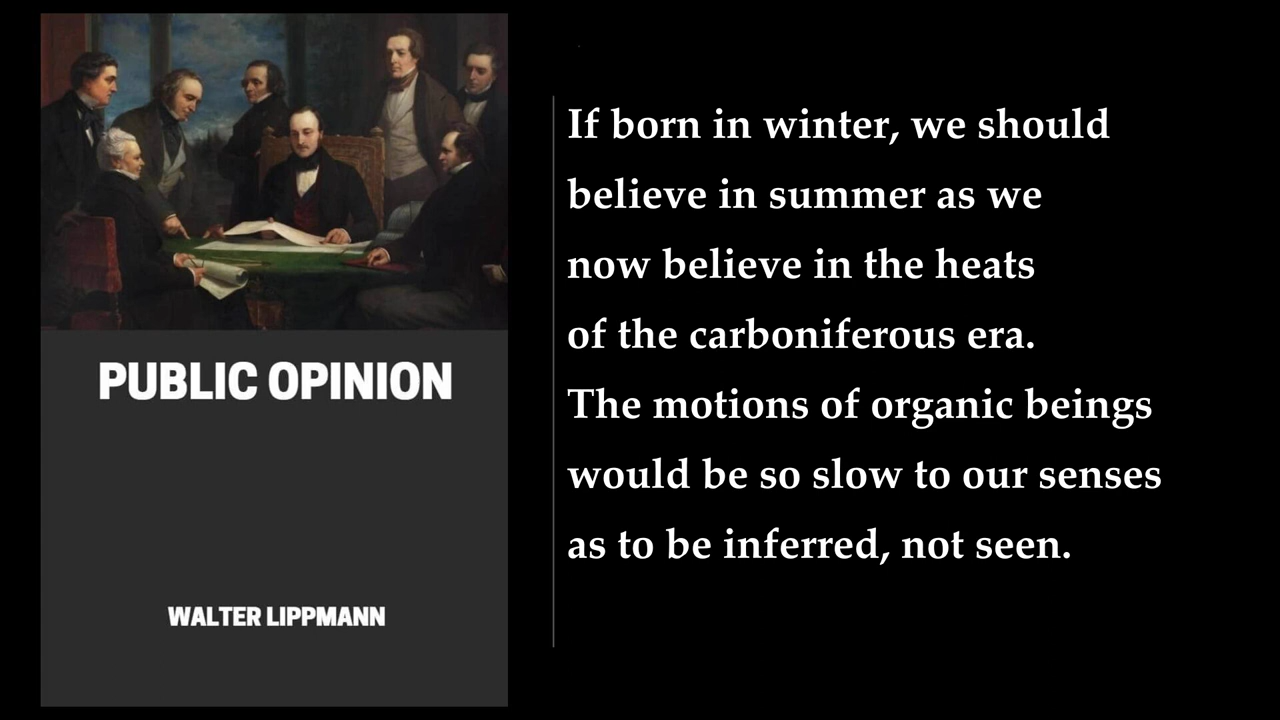 PUBLIC OPINION
WALTER LIPPMANN
If born in winter, we should
believe in summer as we
now believe in the heats
of the carboniferous era.
The motions of organic beings
would be so slow to our senses
as to be inferred, not seen.